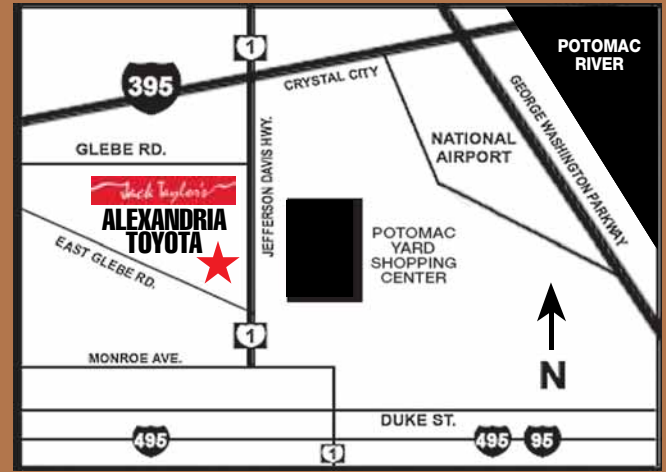 POTOMAC
RIVER
1
395
CRYSTAL CITY
GEORGE WASHINGTON PARKWAY
GLEBE RD.
JEFFERSON DAVIS HWY.
NATIONAL
AIRPORT
Jack Taylor's
ALEXANDRIA
TOYOTA
EAST GLEBE RD.
POTOMAC
YARD
SHOPPING
CENTER
1
MONROE AVE.
N
DUKE ST.
495
1
495
95